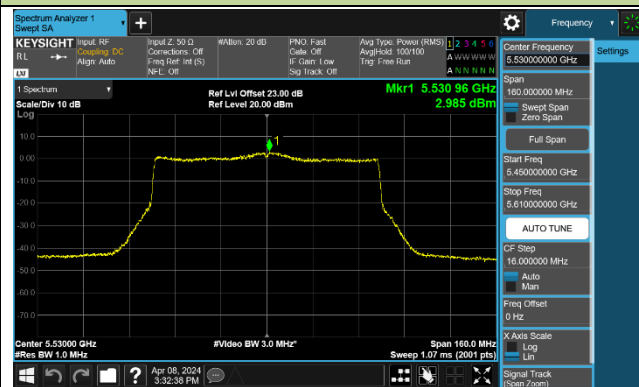 Spectrum Analyzer 1
Swept SA
Frequency
KEYSIGHT
RL
LXI
Input: RF
Coupling: DC
Align: Auto
Input Z: 50 Ω
Corrections: Off
Freq Ref: Int (S)
NFE: Off
#Atten: 20 dB
PNO: Fast
Gate: Off
IF Gain: Low
Sig Track: Off
Avg Type: Power (RMS)
Avg|Hold: 100/100
Trig: Free Run
1 2 3 4 5 6
A W W W W W
A N N N N N
1 Spectrum
Scale/Div 10 dB
Log
Ref Lvl Offset 23.00 dB
Ref Level 20.00 dBm
Mkr1 5.530 96 GHz
2.985 dBm
1
10.0
0.00
-10.0
-20.0
-30.0
-40.0
-50.0
-60.0
-70.0
Center 5.53000 GHz
#Res BW 1.0 MHz
#Video BW 3.0 MHz*
Span 160.0 MHz
Sweep 1.07 ms (2001 pts)
Apr 08, 2024
3:32:38 PM
Center Frequency
5.530000000 GHz
Settings
Span
160.000000 MHz
Swept Span
Zero Span
Full Span
Start Freq
5.450000000 GHz
Stop Freq
5.610000000 GHz
AUTO TUNE
CF Step
16.000000 MHz
Auto
Man
Freq Offset
0 Hz
X Axis Scale
Log
Lin
Signal Track
(Span Zoom)